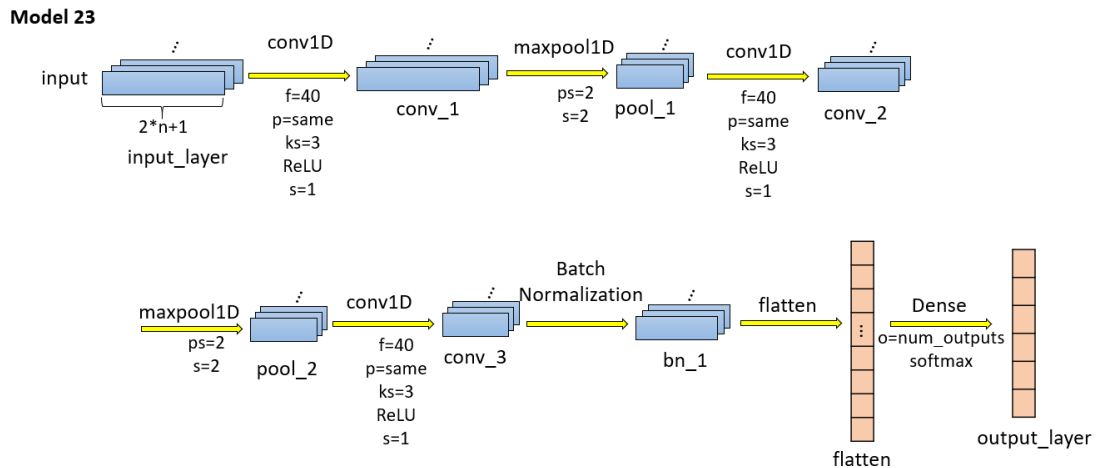 Model 23
input
2*n+1
input_layer
conv1D
f=40
p=same
ks=3
ReLU
s=1
conv_1
maxpool1D
ps=2
s=2
pool_1
conv1D
f=40
p=same
ks=3
ReLU
s=1
conv_2
maxpool1D
ps=2
s=2
pool_2
conv1D
f=40
p=same
ks=3
ReLU
s=1
conv_3
Batch
Normalization
bn_1
flatten
flatten
Dense
o=num_outputs
softmax
output_layer